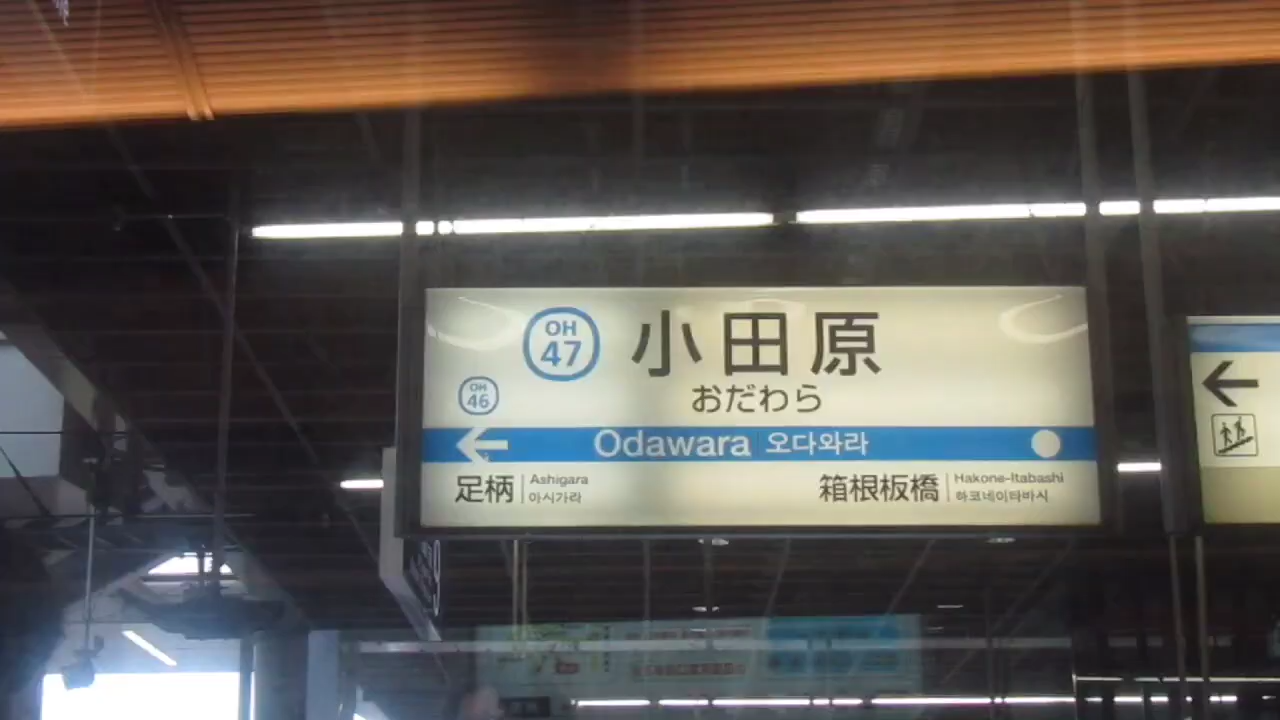 OH
47
小田原
おだわら
OH
46
Odawara 오다와라
足柄 Ashigara
아시가라
箱根板橋 Hakone-Itabashi
하코네이타바시